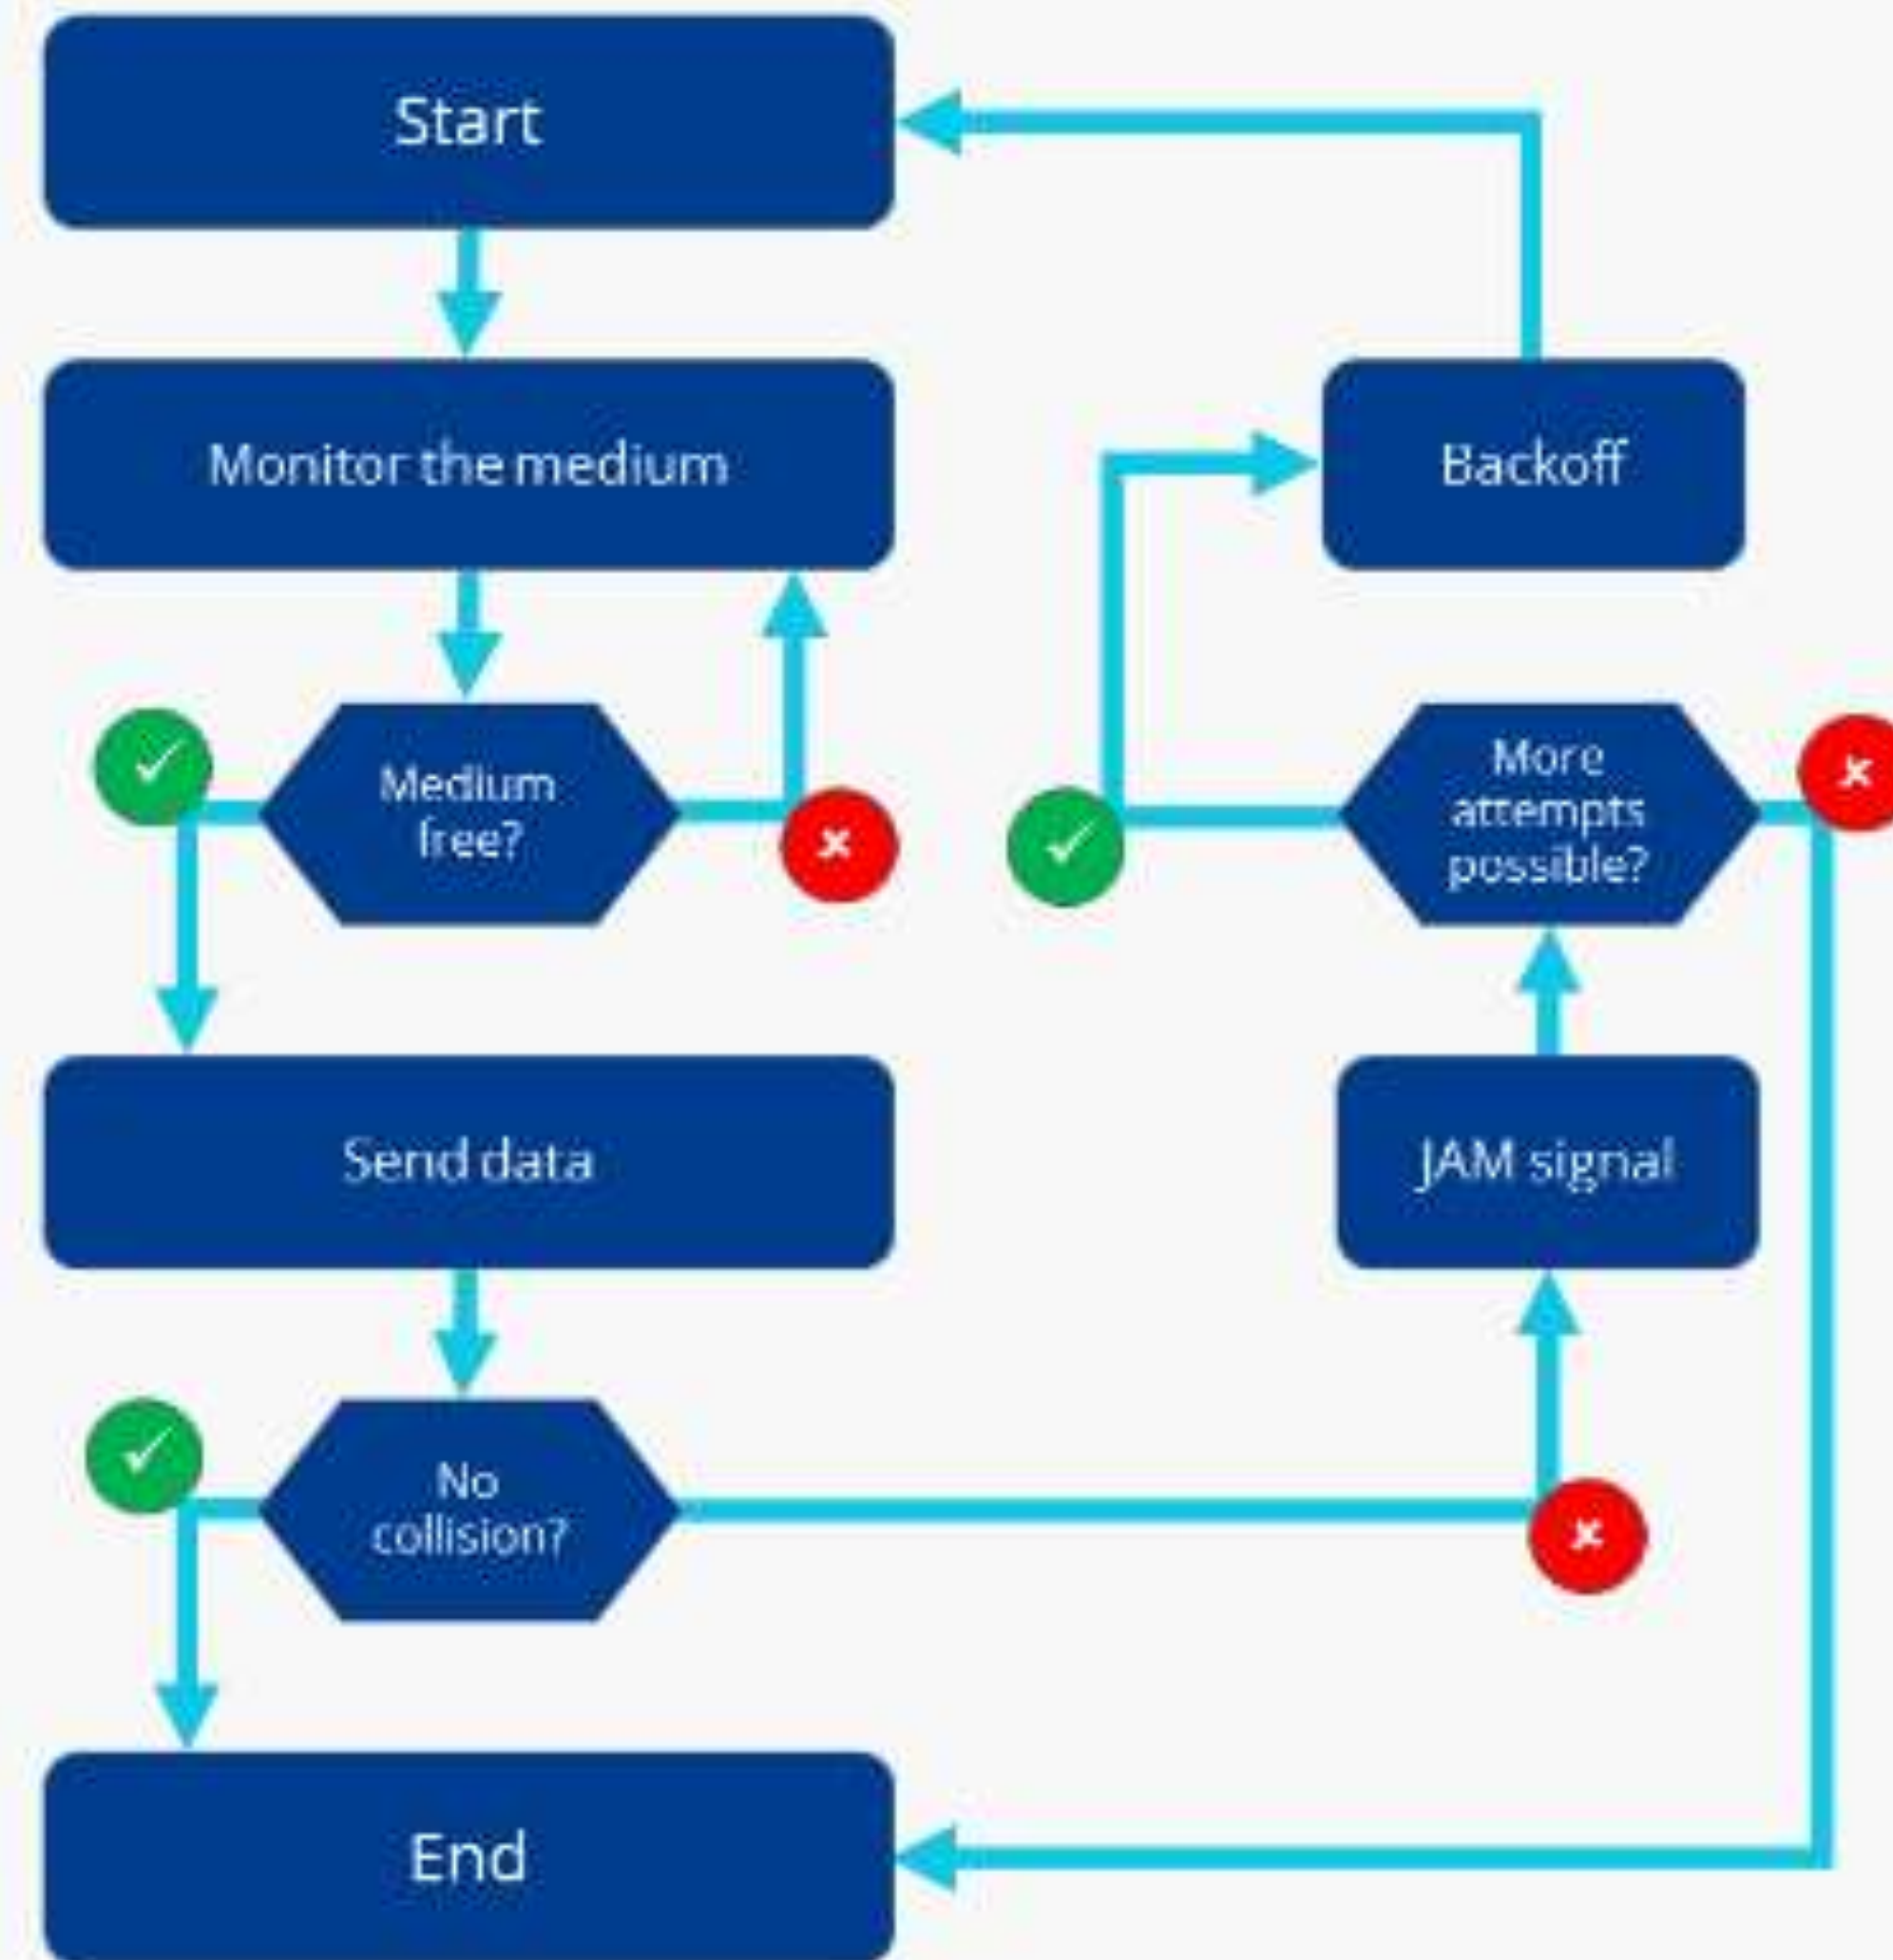 Start
Monitor the medium
Backoff
Medium
free?
More
attempts
possible?
Send data
JAM signal
No
collision?
End